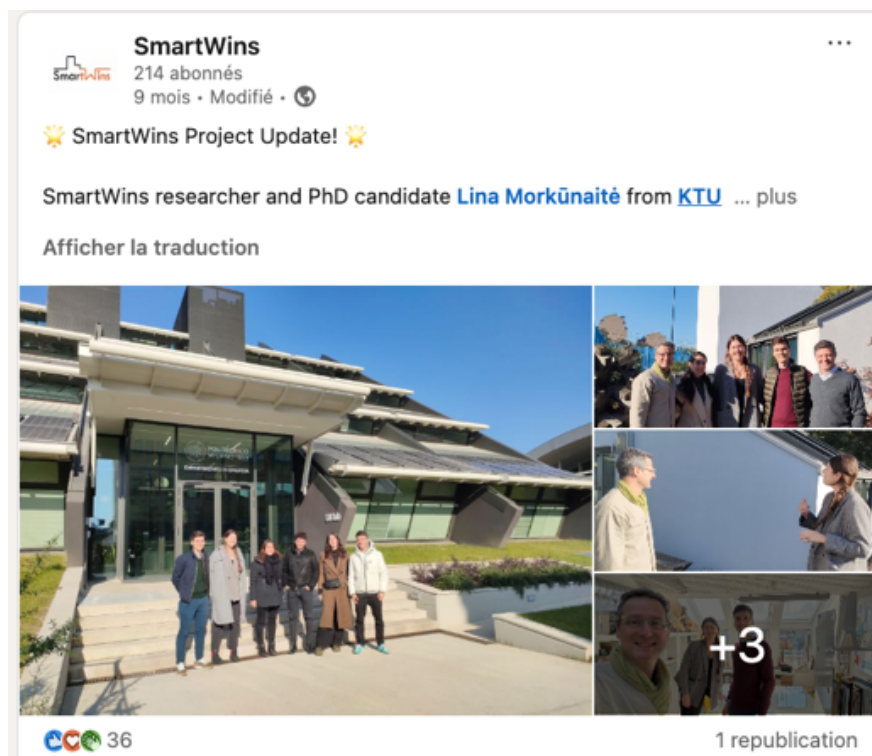 SmartWins
SmartWins
214 abonnés
9 mois • Modifié •
🌟 SmartWins Project Update! 🌟
SmartWins researcher and PhD candidate Lina Morkūnaitė from KTU ... plus
Afficher la traduction
POLITECNICO
+3
36
1 republication